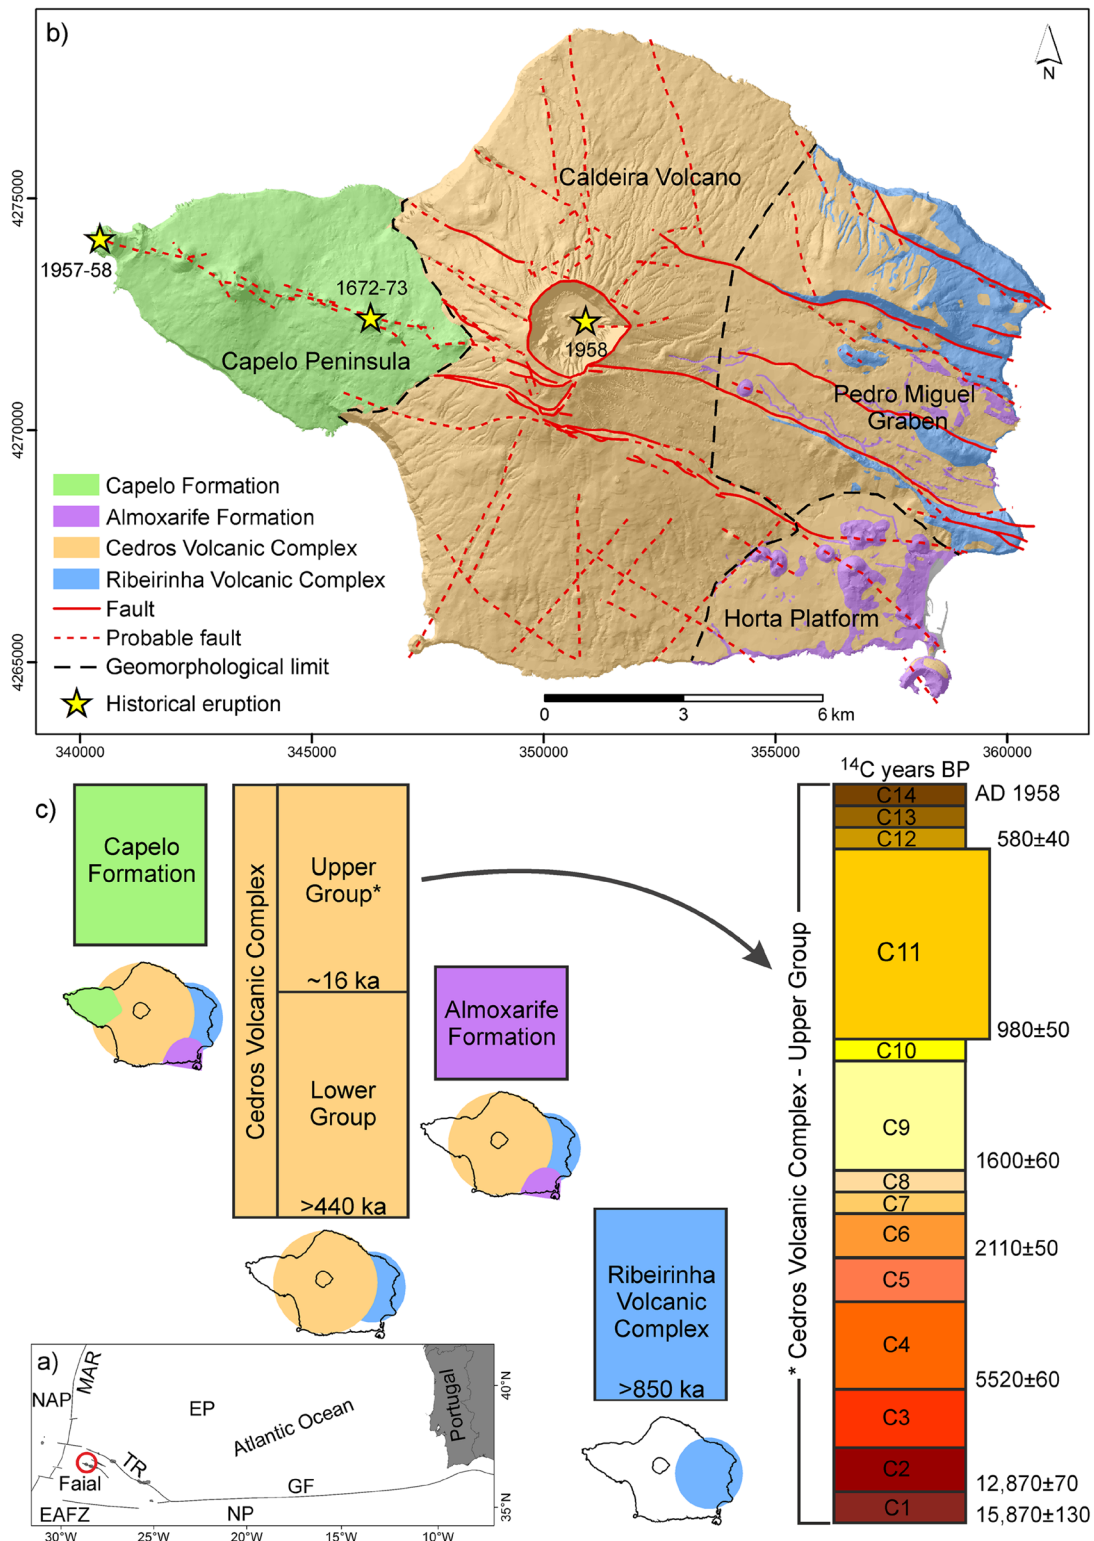 b)
N
Caldeira Volcano
4275000
1957-58
1672-73
1958
Capelo Peninsula
Pedro Miguel
Graben
4270000
Capelo Formation
Almoxarife Formation
Cedros Volcanic Complex
Ribeirinha Volcanic Complex
Fault
Probable fault
Geomorphological limit
Historical eruption
Horta Platform
4265000
0 3 6 km
340000 345000 350000 355000 360000
c)
Capelo
Formation
Cedros Volcanic Complex
Upper
Group*
~16 ka
Lower
Group
>440 ka
Almoxarife
Formation
Ribeirinha
Volcanic
Complex
>850 ka
* Cedros Volcanic Complex - Upper Group
14C years BP
C14 AD 1958
C13
C12 580±40
C11
980±50
C10
C9
1600±60
C8
C7
C6
2110±50
C5
C4
5520±60
C3
C2
12,870±70
C1 15,870±130
a)
MAR
NAP
EP
Atlantic Ocean
Portugal
40°N
TR
Faial
GF
EAFZ
NP
35°N
30°W 25°W 20°W 15°W 10°W